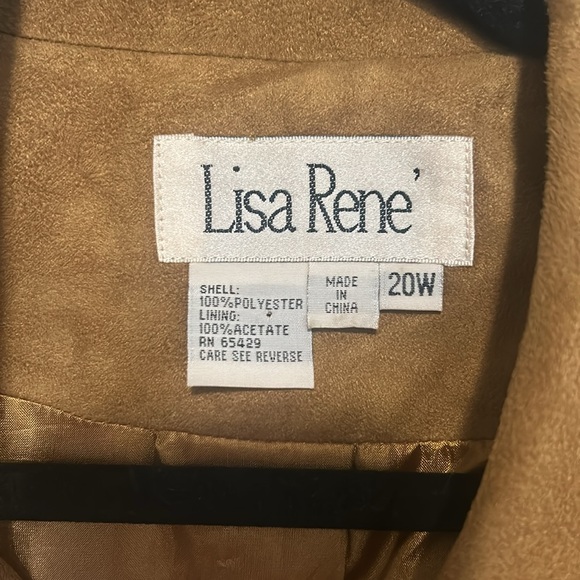 Lisa Rene'
SHELL:
100%POLYESTER
LINING:
100%ACETATE
RN 65429
CARE SEE REVERSE
MADE
IN
CHINA
20W